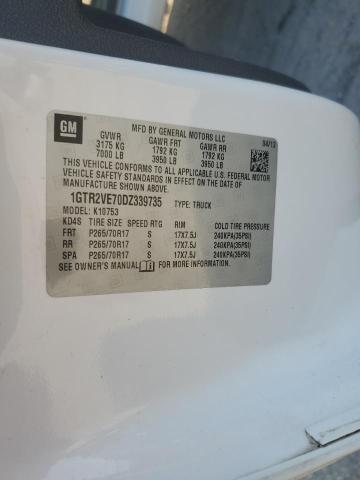 GM
MFD BY GENERAL MOTORS LLC
04/13
GVWR GAWR FRT GAWR RR
3175 KG 1792 KG 1792 KG
7000 LB 3950 LB 3950 LB
THIS VEHICLE CONFORMS TO ALL APPLICABLE U.S. FEDERAL MOTOR
VEHICLE SAFETY STANDARDS IN EFFECT ON THE DATE OF
MANUFACTURE SHOWN ABOVE.
1GTR2VE70DZ339735 TYPE: TRUCK
MODEL: K10753
KD4S TIRE SIZE SPEED RTG RIM COLD TIRE PRESSURE
FRT P265/70R17 S 17X7.5J 240KPA(35PSI)
RR P265/70R17 S 17X7.5J 240KPA(35PSI)
SPA P265/70R17 S 17X7.5J 240KPA(35PSI)
SEE OWNER'S MANUAL FOR MORE INFORMATION.